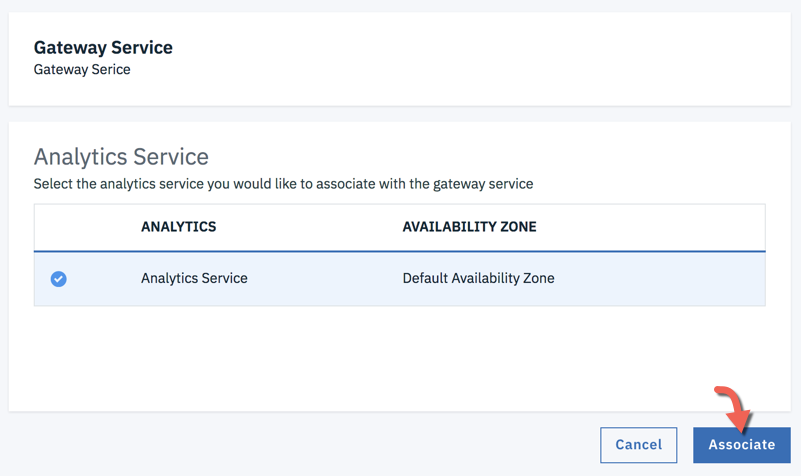 Gateway Service
Gateway Serice
Analytics Service
Select the analytics service you would like to associate with the gateway service
ANALYTICS AVAILABILITY ZONE
Analytics Service Default Availability Zone
Cancel Associate